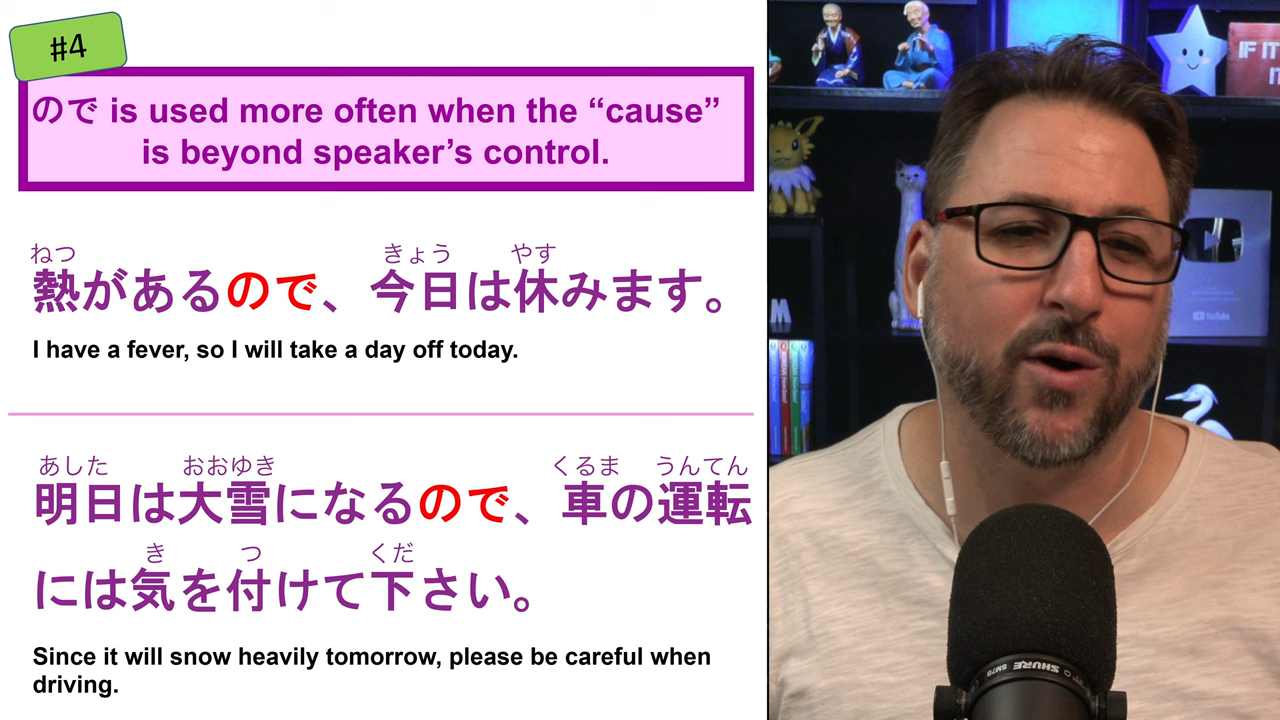 #4
ので is used more often when the “cause”
is beyond speaker’s control.
ねつ きょう やす
熱があるので、今日は休みます。
I have a fever, so I will take a day off today.
あした おおゆき くるま うんてん
明日は大雪になるので、車の運転
き つ くだ
には気を付けて下さい。
Since it will snow heavily tomorrow, please be careful when
driving.
IF IT
YouTube
SHURE SM7B